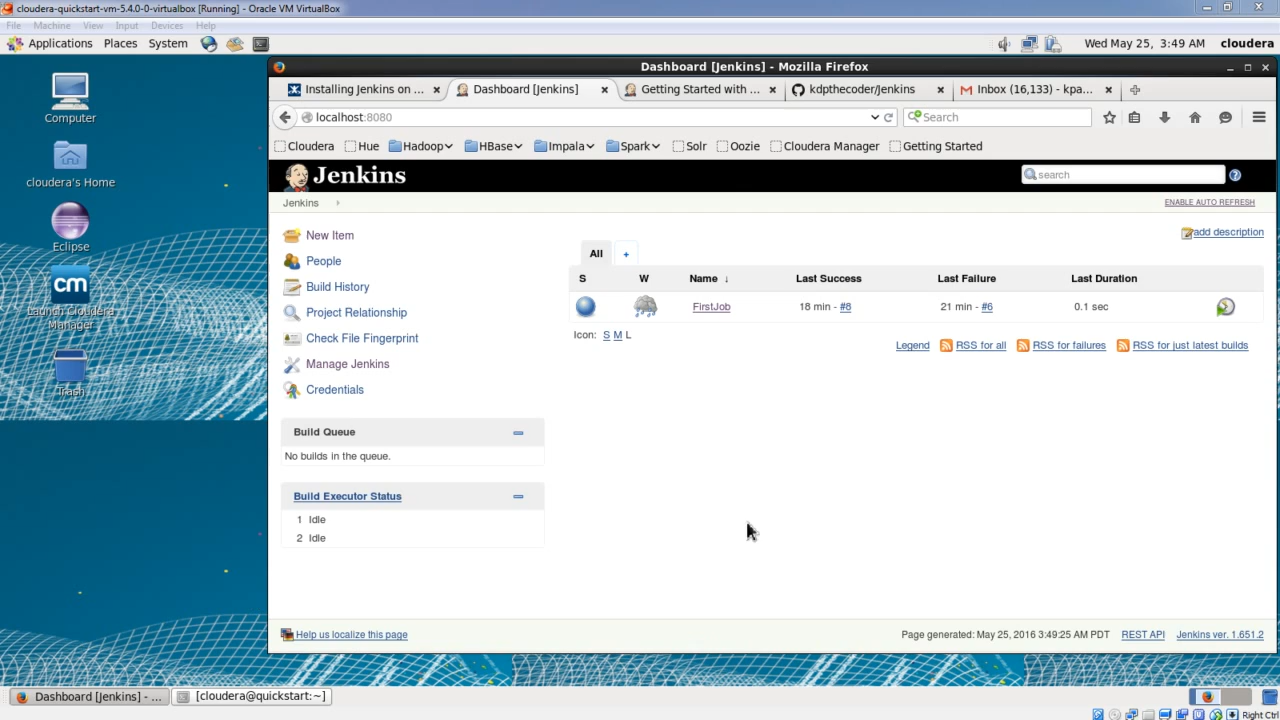 cloudera-quickstart-vm-5.4.0-0-virtualbox [Running] - Oracle VM VirtualBox
File Machine View Input Devices Help
Applications Places System Wed May 25, 3:49 AM cloudera
Computer
cloudera's Home
Eclipse
cm
Launch Cloudera
Manager
Trash
Dashboard [Jenkins] - Mozilla Firefox
Installing Jenkins on ... Dashboard [Jenkins] Getting Started with ... kdpthecoder/Jenkins Inbox (16,133) - kpa...
localhost:8080 Search
Cloudera Hue Hadoop HBase Impala Spark Solr Oozie Cloudera Manager Getting Started
Jenkins search
Jenkins ENABLE AUTO REFRESH
New Item
People
Build History
Project Relationship
Check File Fingerprint
Manage Jenkins
Credentials
Build Queue
No builds in the queue.
Build Executor Status
1 Idle
2 Idle
add description
All +
S W Name ↓ Last Success Last Failure Last Duration
FirstJob 18 min - #8 21 min - #6 0.1 sec
Icon: S M L
Legend RSS for all RSS for failures RSS for just latest builds
Help us localize this page Page generated: May 25, 2016 3:49:25 AM PDT REST API Jenkins ver. 1.651.2
Dashboard [Jenkins] - ... [cloudera@quickstart:~]
Right Ctrl